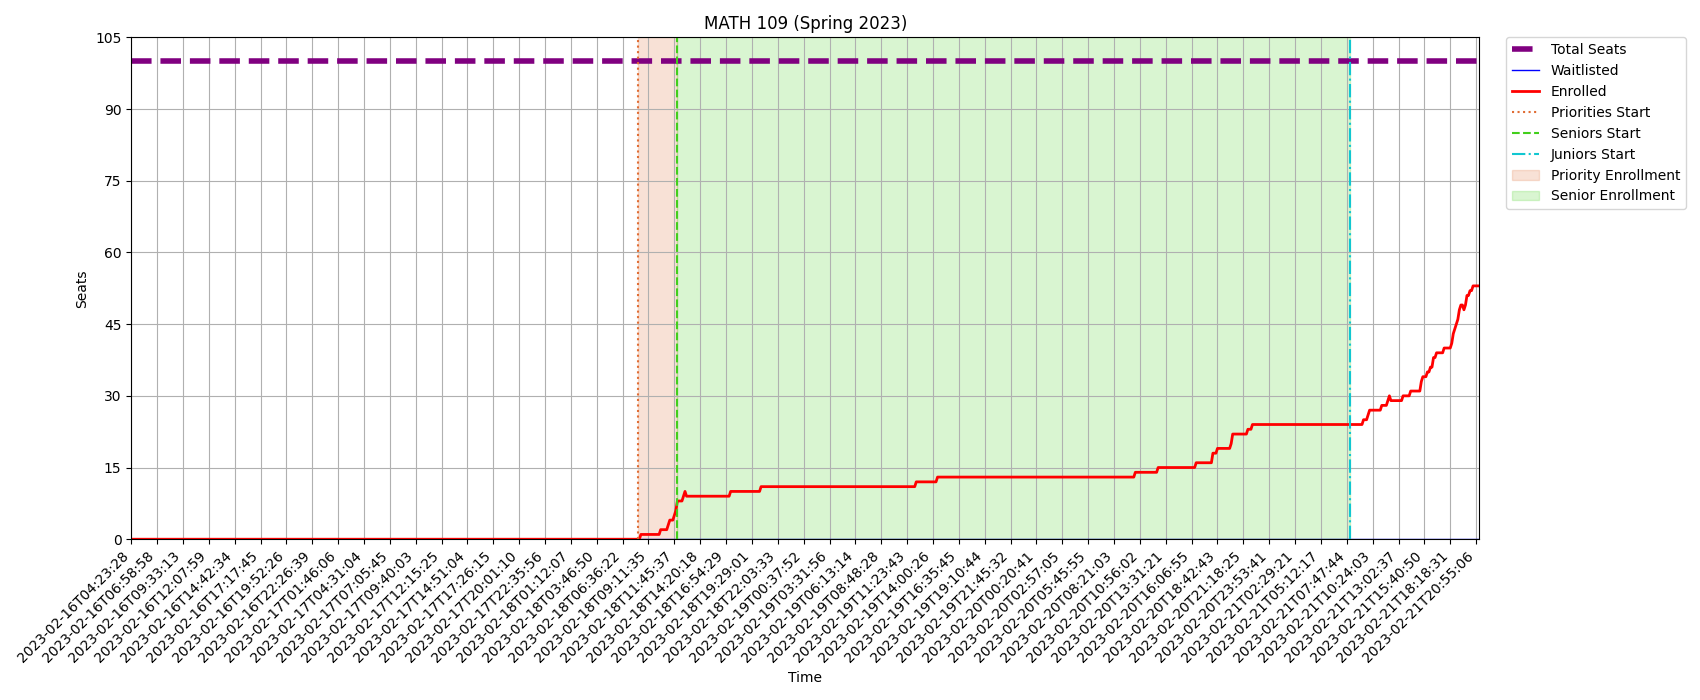 MATH 109 (Spring 2023)
105
90
75
60
45
30
15
0
Seats
2023-02-16T04:23:28
2023-02-16T06:58:58
2023-02-16T09:33:13
2023-02-16T12:07:59
2023-02-16T14:42:34
2023-02-16T17:17:45
2023-02-16T19:52:26
2023-02-16T22:26:39
2023-02-17T01:46:06
2023-02-17T04:31:04
2023-02-17T07:05:45
2023-02-17T09:40:03
2023-02-17T12:15:25
2023-02-17T14:51:04
2023-02-17T17:26:15
2023-02-17T20:01:10
2023-02-17T22:35:56
2023-02-18T01:12:07
2023-02-18T03:46:50
2023-02-18T06:36:22
2023-02-18T09:11:35
2023-02-18T11:45:37
2023-02-18T14:20:18
2023-02-18T16:54:29
2023-02-18T19:29:01
2023-02-18T22:03:33
2023-02-19T00:37:52
2023-02-19T03:31:56
2023-02-19T06:13:14
2023-02-19T08:48:28
2023-02-19T11:23:43
2023-02-19T14:00:26
2023-02-19T16:35:45
2023-02-19T19:10:44
2023-02-19T21:45:32
2023-02-20T00:20:41
2023-02-20T02:57:05
2023-02-20T05:45:55
2023-02-20T08:21:03
2023-02-20T10:56:02
2023-02-20T13:31:21
2023-02-20T16:06:55
2023-02-20T18:42:43
2023-02-20T21:18:25
2023-02-20T23:53:41
2023-02-21T02:29:21
2023-02-21T05:12:17
2023-02-21T07:47:44
2023-02-21T10:24:03
2023-02-21T13:02:37
2023-02-21T15:40:50
2023-02-21T18:18:31
2023-02-21T20:55:06
Time
Total Seats
Waitlisted
Enrolled
Priorities Start
Seniors Start
Juniors Start
Priority Enrollment
Senior Enrollment